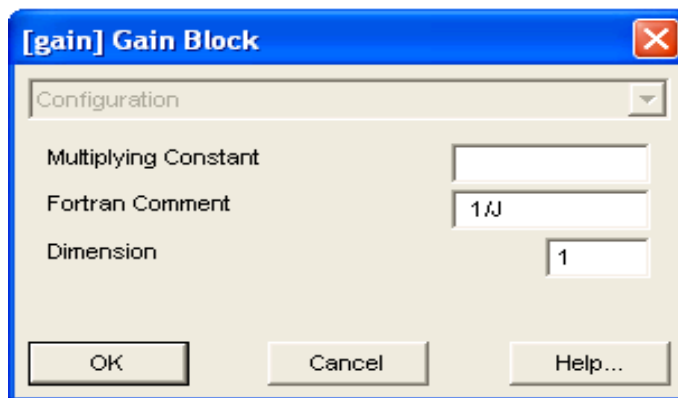 [gain] Gain Block
Configuration
Multiplying Constant
Fortran Comment 1/J
Dimension 1
OK Cancel Help...